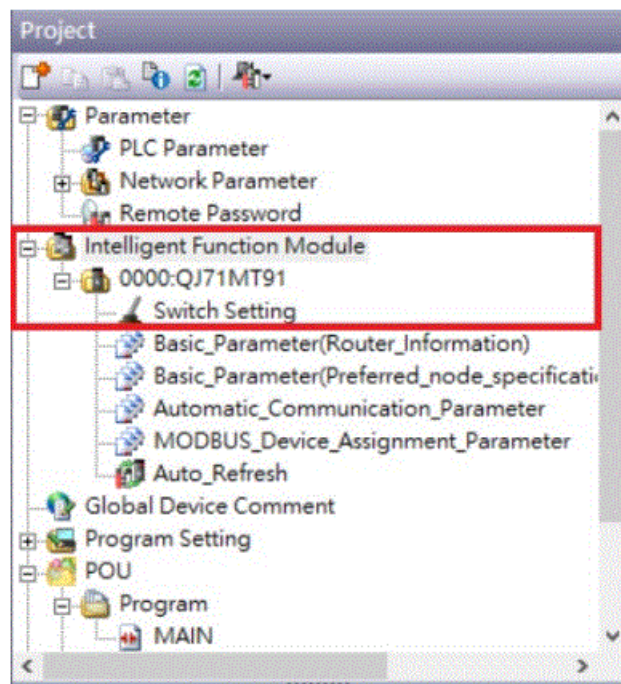 Project
Parameter
PLC Parameter
Network Parameter
Remote Password
Intelligent Function Module
0000:QJ71MT91
Switch Setting
Basic_Parameter(Router_Information)
Basic_Parameter(Preferred_node_specificati
Automatic_Communication_Parameter
MODBUS_Device_Assignment_Parameter
Auto_Refresh
Global Device Comment
Program Setting
POU
Program
MAIN